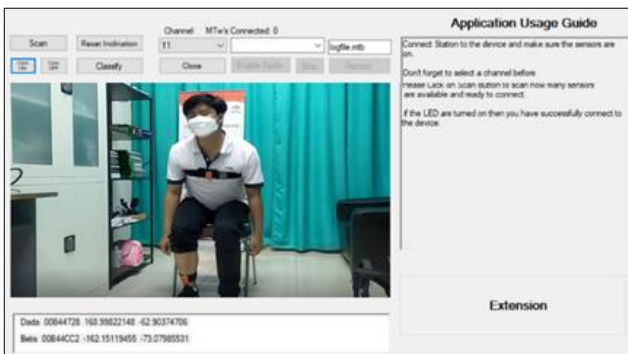 Application Usage Guide
Channel MTw's Connected: 0
Scan
Reset Inclination
11
logfile.mtb
Classify
Close
Enable Radio
Stop
Record
Connect Station to the device and make sure the sensors are
on.
Don't forget to select a channel before
Please Click on Scan button to scan how many sensors
are available and ready to connect.
if the LED are turned on then you have successfully connect to
the device.
Extension
Dada 00B44728 168.99822148 -62.90374706
Betis 00B44CC2 -162.15119455 -73.07985531